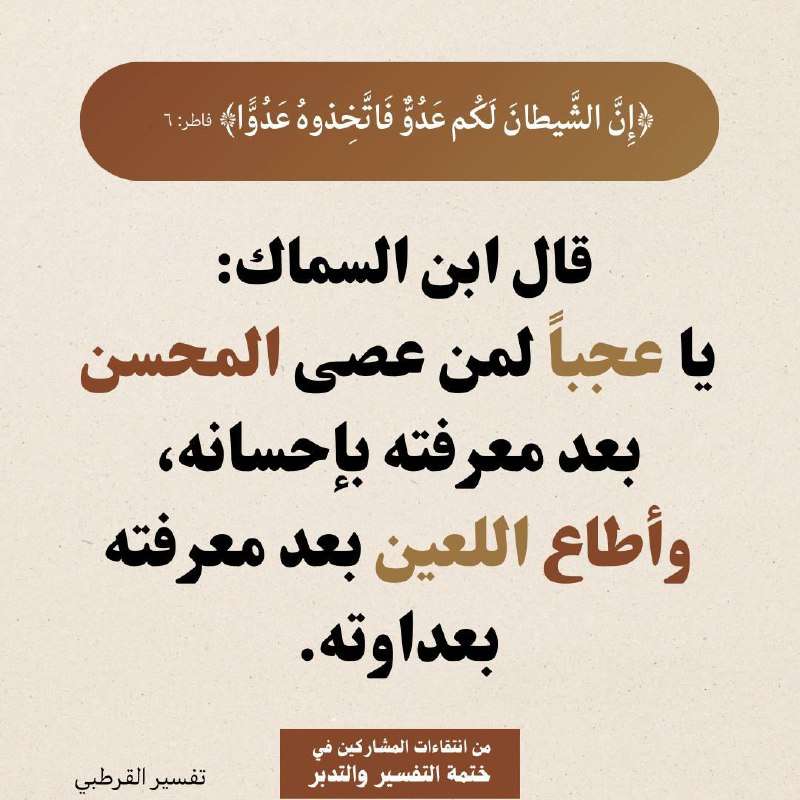 ﴿إِنَّ الشَّيطانَ لَكُم عَدُوٌّ فَاتَّخِذوهُ عَدُوًّا﴾ فاطر: ٦
قال ابن السماك:
يا عجباً لمن عصى المحسن
بعد معرفته بإحسانه،
وأطاع اللعين بعد معرفته
بعداوته.
من انتقاءات المشاركين في
ختمة التفسير والتدبر
تفسير القرطبي